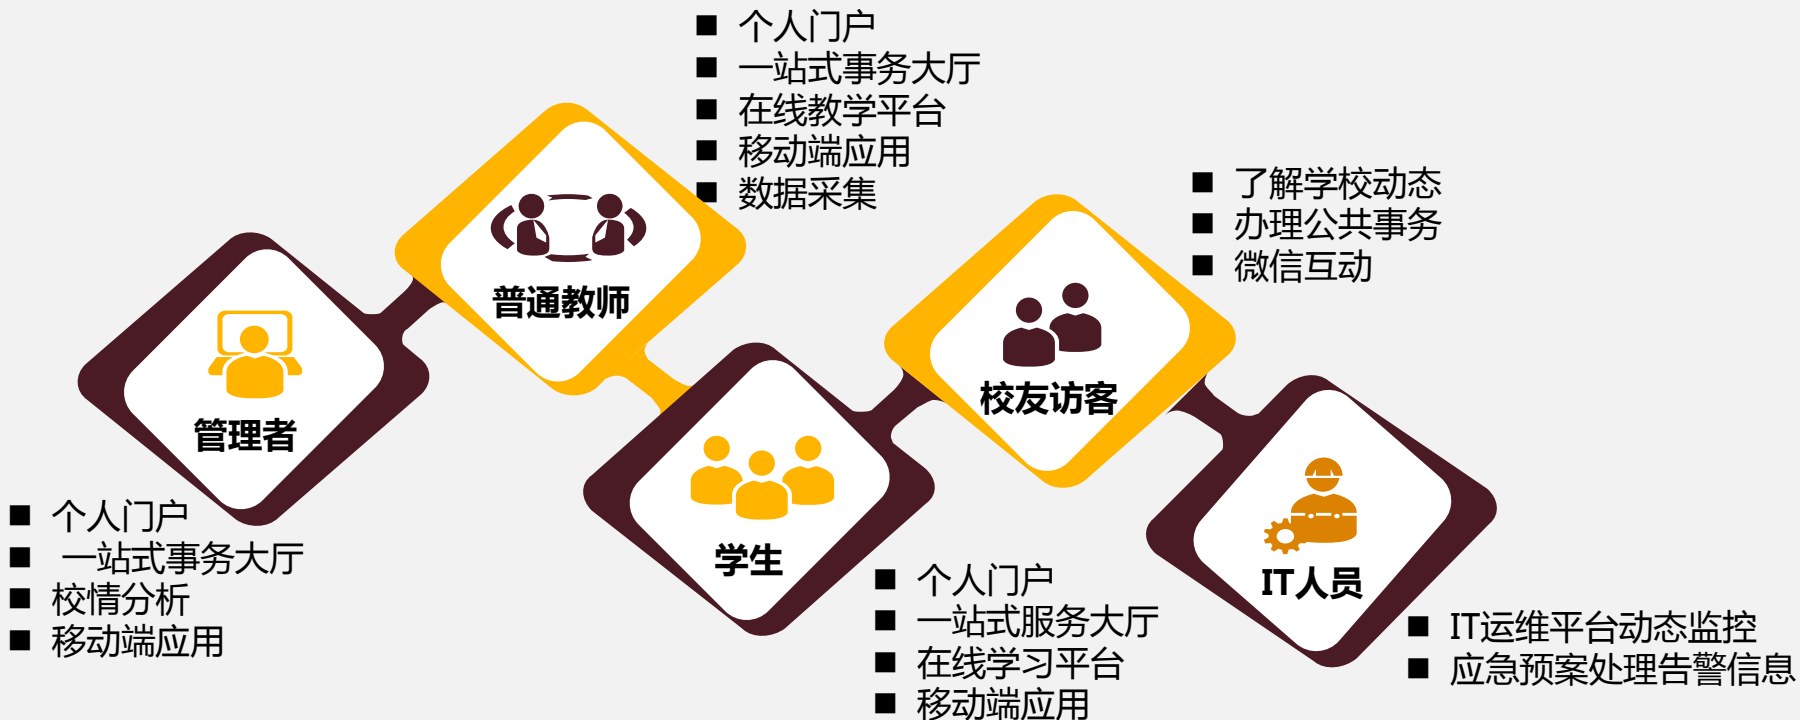 个人门户
一站式事务大厅
在线教学平台
移动端应用
数据采集
普通教师
了解学校动态
办理公共事务
微信互动
校友访客
管理者
个人门户
一站式事务大厅
校情分析
移动端应用
学生
个人门户
一站式服务大厅
在线学习平台
移动端应用
IT人员
IT运维平台动态监控
应急预案处理告警信息